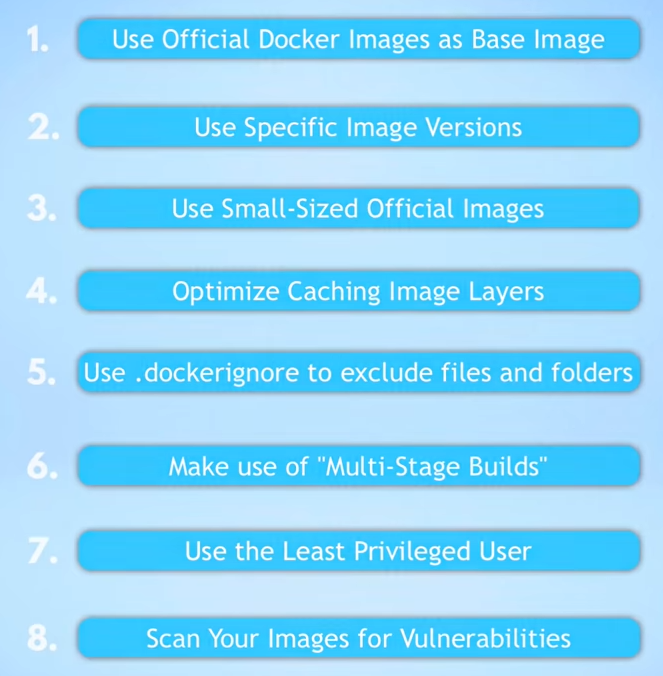 1. Use Official Docker Images as Base Image
2. Use Specific Image Versions
3. Use Small-Sized Official Images
4. Optimize Caching Image Layers
5. Use .dockerignore to exclude files and folders
6. Make use of "Multi-Stage Builds"
7. Use the Least Privileged User
8. Scan Your Images for Vulnerabilities